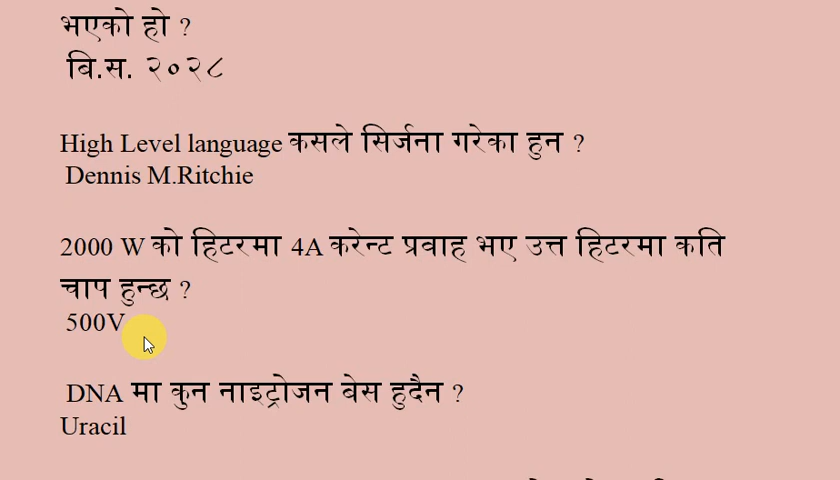 भएको हो ?
बि.स. २०२८
High Level language कसले सिर्जना गरेका हुन ?
Dennis M.Ritchie
2000 W को हिटरमा 4A करेन्ट प्रवाह भए उत्त हिटरमा कति
चाप हुन्छ ?
500V
DNA मा कुन नाइट्रोजन बेस हुदैन ?
Uracil